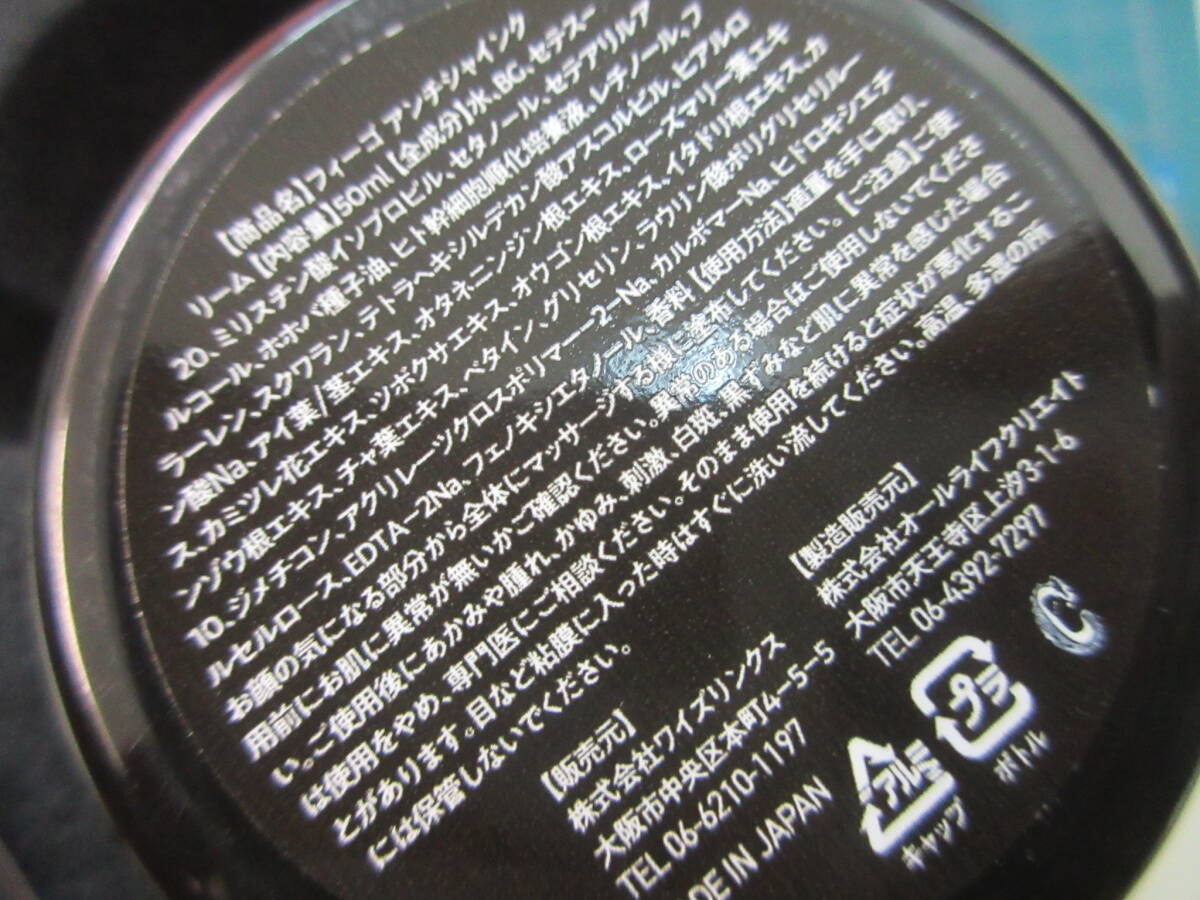 【商品名】フィーゴ アンチ・シャインク
リーム【内容量】50ml【全成分】水、BG、セテスー
20、ミリスチン酸イソプロピル、セタノール、セテアリルア
ルコール、ホホバ種子油、ヒト幹細胞順化培養液、レチノール、フ
ラーレン、スクワラン、テトラヘキシルデカン酸アスコルビル、ヒアルロ
ン酸Na、アイ葉/茎エキス、オタネニンジン根エキス、ローズマリー葉エキ
ス、カミツレ花エキス、ツボクサエキス、オウゴン根エキス、イタドリ根エキス、カ
ンゾウ根エキス、チャ葉エキス、ベタイン、グリセリン、ラウリン酸ポリグリセリルー
10、ジメチコン、アクリレーツクロスポリマー2-Na、カルボマーNa、ヒドロキシエチ
ルセルロース、EDTA-2Na、フェノキシエタノール、香料【使用方法】適量を手に取り、
お顔の気になる部分から全体にマッサージする様に塗布してください。【ご注意】ご使
用前にお肌に異常が無いかご確認ください。異常のある場合はご使用しないでくださ
い。ご使用後にあかみや腫れ、かゆみ、刺激、白斑、黒ずみなど肌に異常を感じた場合
は使用をやめ、専門医にご相談ください。そのまま使用を続けると症状が悪化するこ
とがあります。目など粘膜に入った時はすぐに洗い流してください。高温、多湿の所
には保管しないでください。
【販売元】
株式会社ワイズリンクス
大阪市中央区本町4-5-5
TEL 06-6210-1197
DE IN JAPAN
【製造販売元】
株式会社オールライフクリエイト
大阪市天王寺区上汐3-1-6
TEL 06-4392-7297
プラ
ボトル
アルミ
キャップ